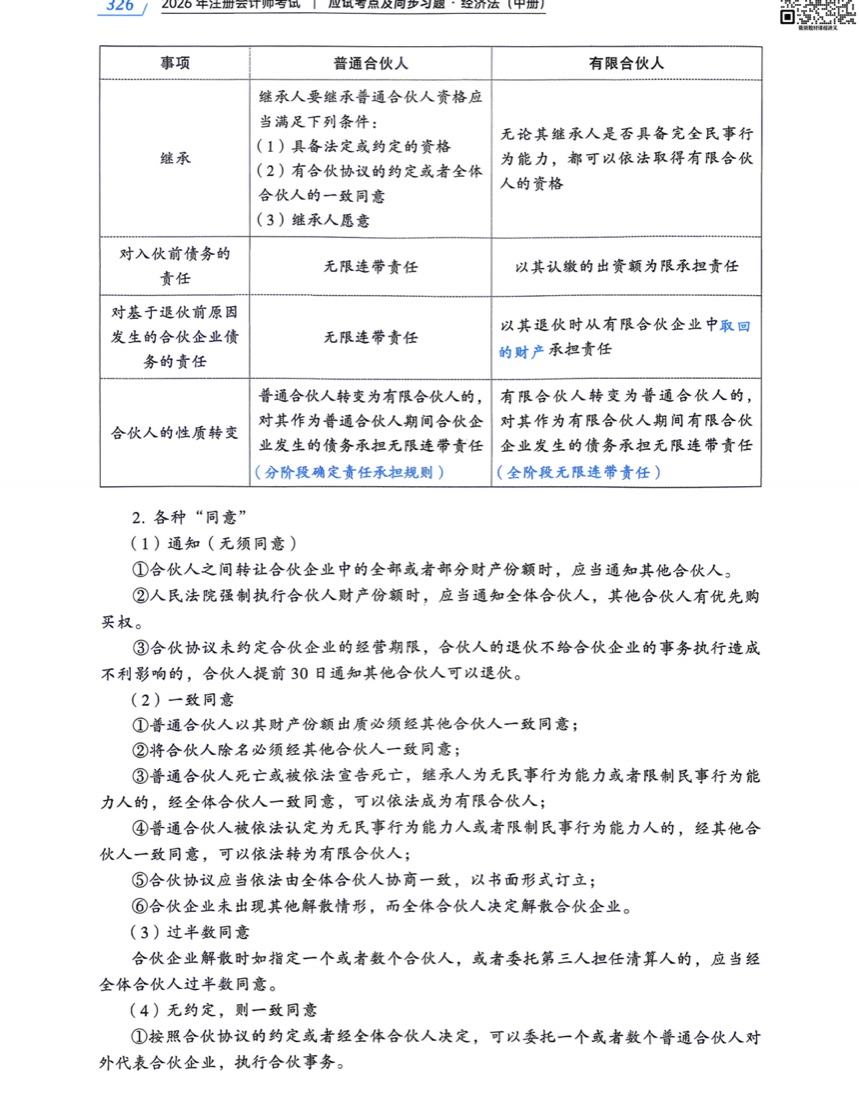 326 2026年注册会计师考试 | 应试考点及同步习题·经济法（中册）
事项
普通合伙人
有限合伙人
继承
继承人要继承普通合伙人资格应
当满足下列条件：
（1）具备法定或约定的资格
（2）有合伙协议的约定或者全体
合伙人的一致同意
（3）继承人愿意
无论其继承人是否具备完全民事行
为能力，都可以依法取得有限合伙
人的资格
对入伙前债务的
责任
无限连带责任
以其认缴的出资额为限承担责任
对基于退伙前原因
发生的合伙企业债
务的责任
无限连带责任
以其退伙时从有限合伙企业中取回
的财产承担责任
合伙人的性质转变
普通合伙人转变为有限合伙人的，
对其作为普通合伙人期间合伙企
业发生的债务承担无限连带责任
（分阶段确定责任承担规则）
有限合伙人转变为普通合伙人的，
对其作为有限合伙人期间有限合伙
企业发生的债务承担无限连带责任
（全阶段无限连带责任）
2. 各种“同意”
（1）通知（无须同意）
①合伙人之间转让合伙企业中的全部或者部分财产份额时，应当通知其他合伙人。
②人民法院强制执行合伙人财产份额时，应当通知全体合伙人，其他合伙人有优先购
买权。
③合伙协议未约定合伙企业的经营期限，合伙人的退伙不给合伙企业的事务执行造成
不利影响的，合伙人提前30日通知其他合伙人可以退伙。
（2）一致同意
①普通合伙人以其财产份额出质必须经其他合伙人一致同意；
②将合伙人除名必须经其他合伙人一致同意；
③普通合伙人死亡或被依法宣告死亡，继承人为无民事行为能力或者限制民事行为能
力人的，经全体合伙人一致同意，可以依法成为有限合伙人；
④普通合伙人被依法认定为无民事行为能力人或者限制民事行为能力人的，经其他合
伙人一致同意，可以依法转为有限合伙人；
⑤合伙协议应当依法由全体合伙人协商一致，以书面形式订立；
⑥合伙企业未出现其他解散情形，而全体合伙人决定解散合伙企业。
（3）过半数同意
合伙企业解散时如指定一个或者数个合伙人，或者委托第三人担任清算人的，应当经
全体合伙人过半数同意。
（4）无约定，则一致同意
①按照合伙协议的约定或者经全体合伙人决定，可以委托一个或者数个普通合伙人对
外代表合伙企业，执行合伙事务。